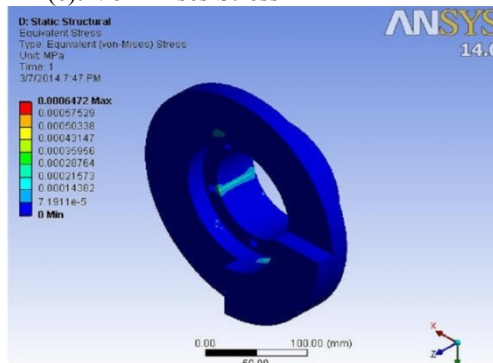 D: Static Structural
Equivalent Stress
Type: Equivalent (von-Mises) Stress
Unit: MPa
Time: 1
3/7/2014 7:47 PM
0.0006472 Max
0.00057529
0.00050338
0.00043147
0.00035956
0.00028764
0.00021573
0.00014382
7.1911e-5
0 Min
ANSYS
14.0
0.00
100.00 (mm)
50.00
X
Z